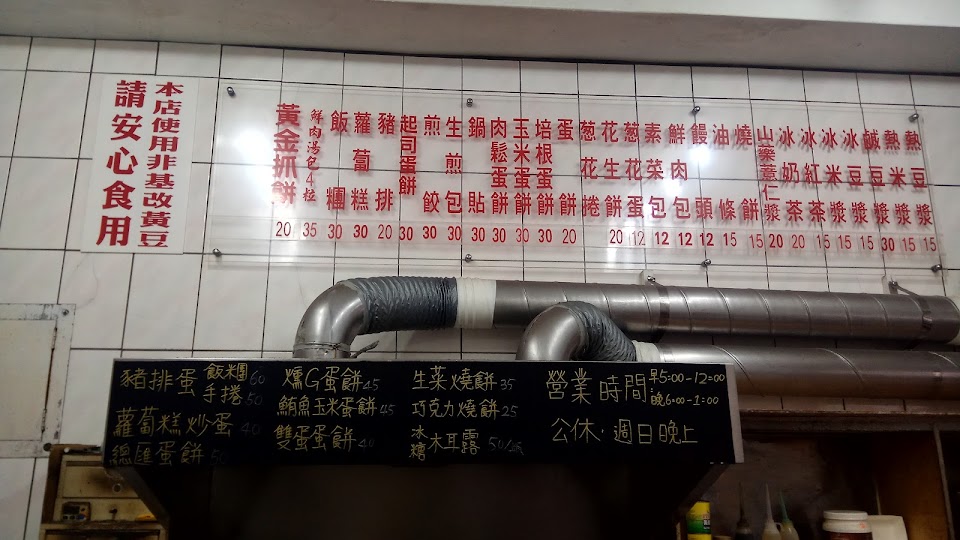 本店使用非基改黃豆
請安心食用
熱豆漿 15
熱米漿 15
鹹豆漿 30
冰豆漿 15
冰米漿 15
冰紅茶 15
冰奶茶 20
山藥薏仁漿 20
燒餅 15
油條 15
饅頭 12
鮮肉包 12
素菜包 12
葱花蛋 12
花生餅 20
葱花捲
蛋餅 20
培根蛋餅 30
玉米蛋餅 30
肉鬆蛋餅 30
鍋貼 30
生煎包 30
煎餃 30
起司蛋餅 30
豬排 20
蘿蔔糕 30
飯糰 30
鮮肉湯包4粒 35
黃金抓餅 20
豬排蛋 飯糰 60
手捲 50
蘿蔔糕炒蛋 40
總匯蛋餅 50
燻G蛋餅 45
鮪魚玉米蛋餅 45
雙蛋蛋餅 40
生菜燒餅 35
巧克力燒餅 25
冰糖木耳露 50/瓶
營業時間 早5:00-12:00
晚6:00-1:00
公休.週日晚上